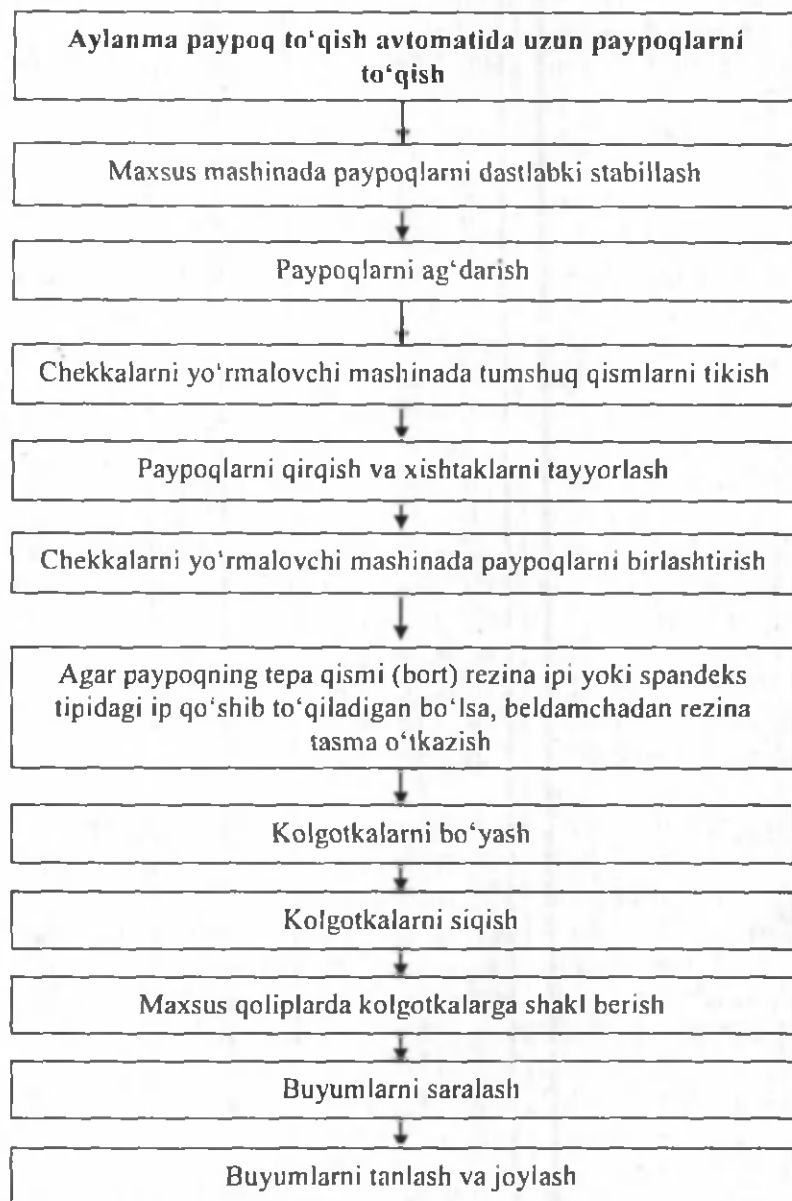 Aylanma paypoq to‘qish avtomatida uzun paypoqlarni
to‘qish
Maxsus mashinada paypoqlarni dastlabki stabillash
Paypoqlarni ag‘darish
Chekkalarni yo‘rmalovchi mashinada tumshuq qismlarni tikish
Paypoqlarni qirqish va xishtaklarni tayyorlash
Chekkalarni yo‘rmalovchi mashinada paypoqlarni birlashtirish
Agar paypoqning tepa qismi (bort) rezina ipi yoki spandeks
tipidagi ip qo‘shib to‘qiladigan bo‘lsa, beldamchadan rezina
tasma o‘tkazish
Kolgotkalarni bo‘yash
Kolgotkalarni siqish
Maxsus qoliplarda kolgotkalarga shakl berish
Buyumlarni saralash
Buyumlarni tanlash va joylash